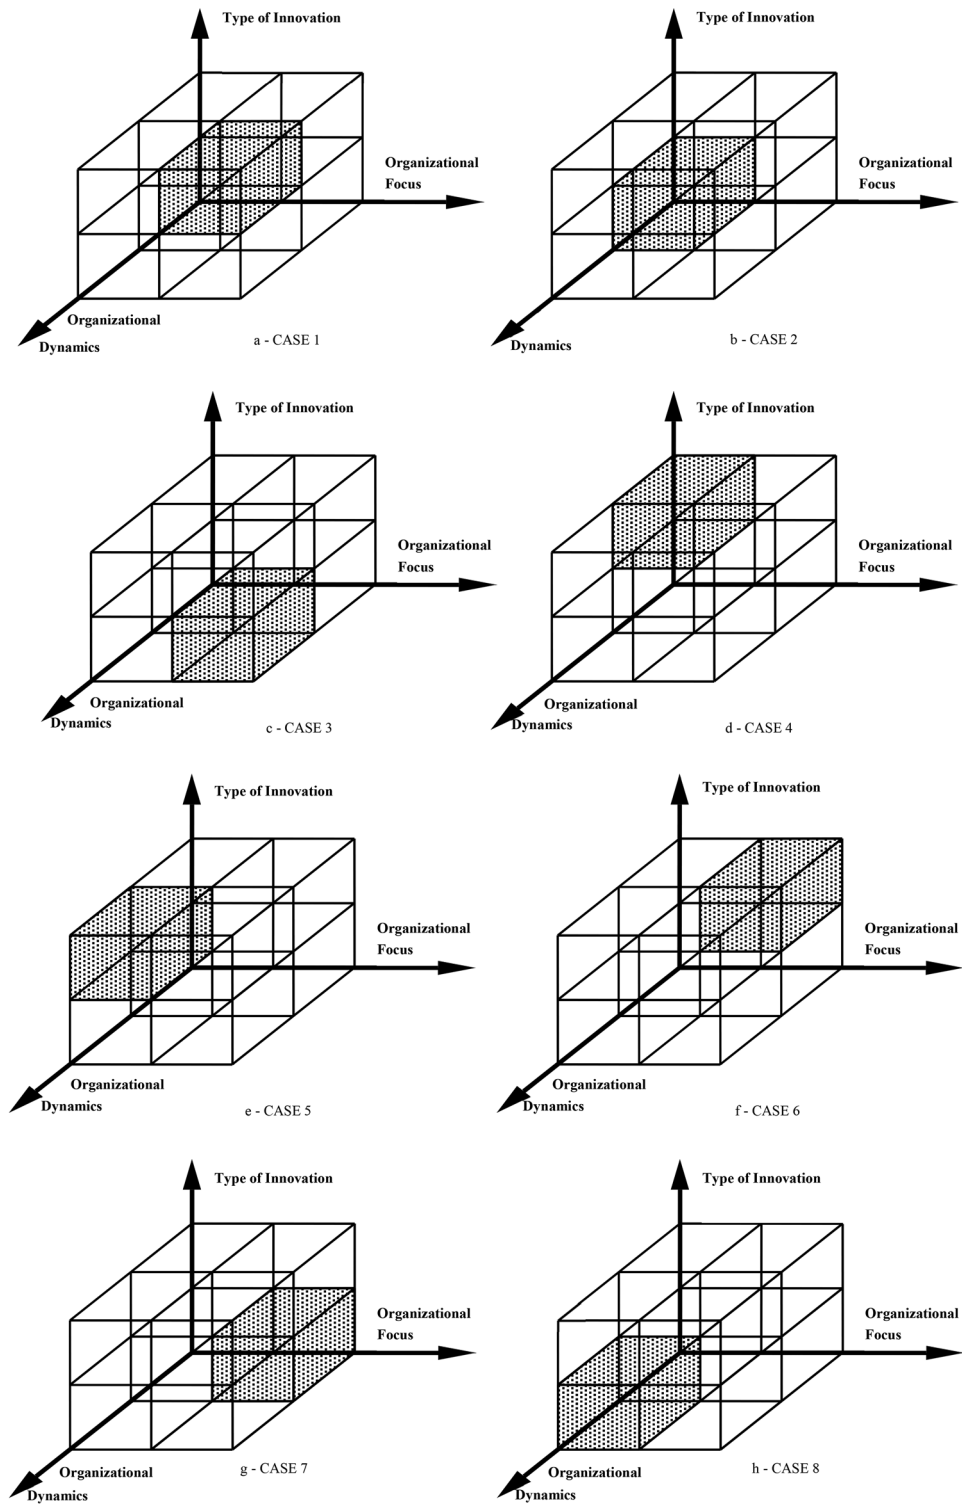 Type of Innovation
Organizational
Focus
Organizational
Dynamics
a - CASE 1
Type of Innovation
Organizational
Focus
Organizational
Dynamics
b - CASE 2
Type of Innovation
Organizational
Focus
Organizational
Dynamics
c - CASE 3
Type of Innovation
Organizational
Focus
Organizational
Dynamics
d - CASE 4
Type of Innovation
Organizational
Focus
Organizational
Dynamics
e - CASE 5
Type of Innovation
Organizational
Focus
Organizational
Dynamics
f - CASE 6
Type of Innovation
Organizational
Focus
Organizational
Dynamics
g - CASE 7
Type of Innovation
Organizational
Focus
Organizational
Dynamics
h - CASE 8